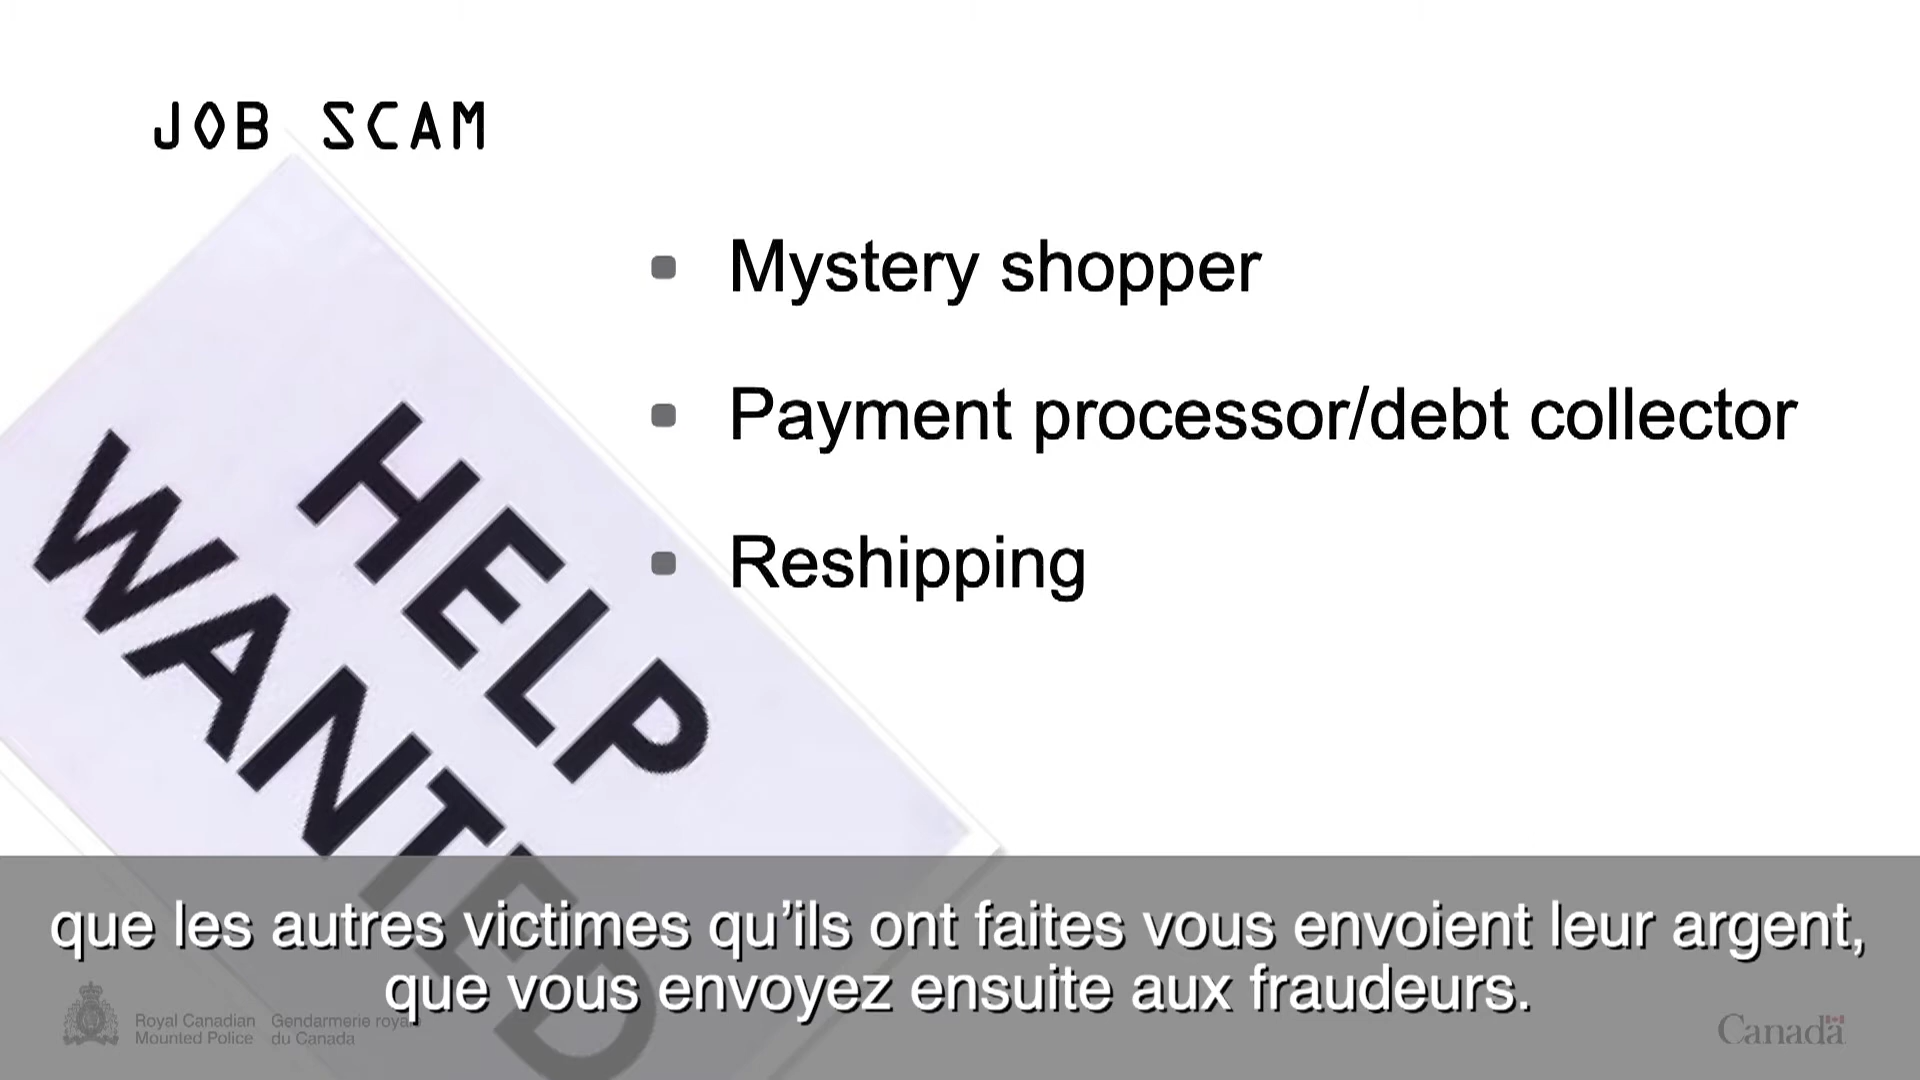 JOB SCAM
Mystery shopper
Payment processor/debt collector
Reshipping
HELP
WANTED
que les autres victimes qu'ils ont faites vous envoient leur argent,
que vous envoyez ensuite aux fraudeurs.
Royal Canadian Gendarmerie royale
Mounted Police du Canada
Canada